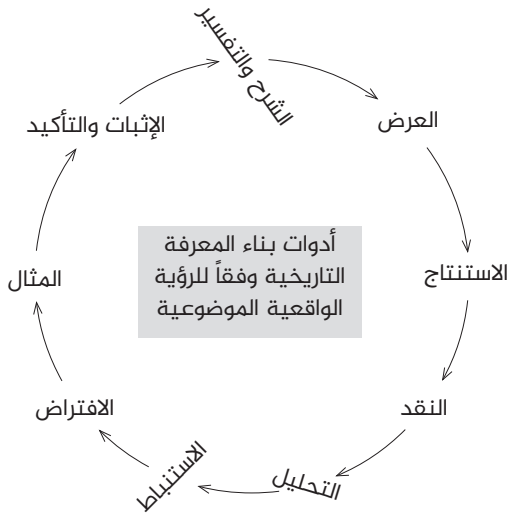 الشرح والتفسير
العرض
الاستنتاج
النقد
التحليل
الاستنباط
الافتراض
المثال
الإثبات والتأكيد
أدوات بناء المعرفة
التاريخية وفقاً للرؤية
الواقعية الموضوعية